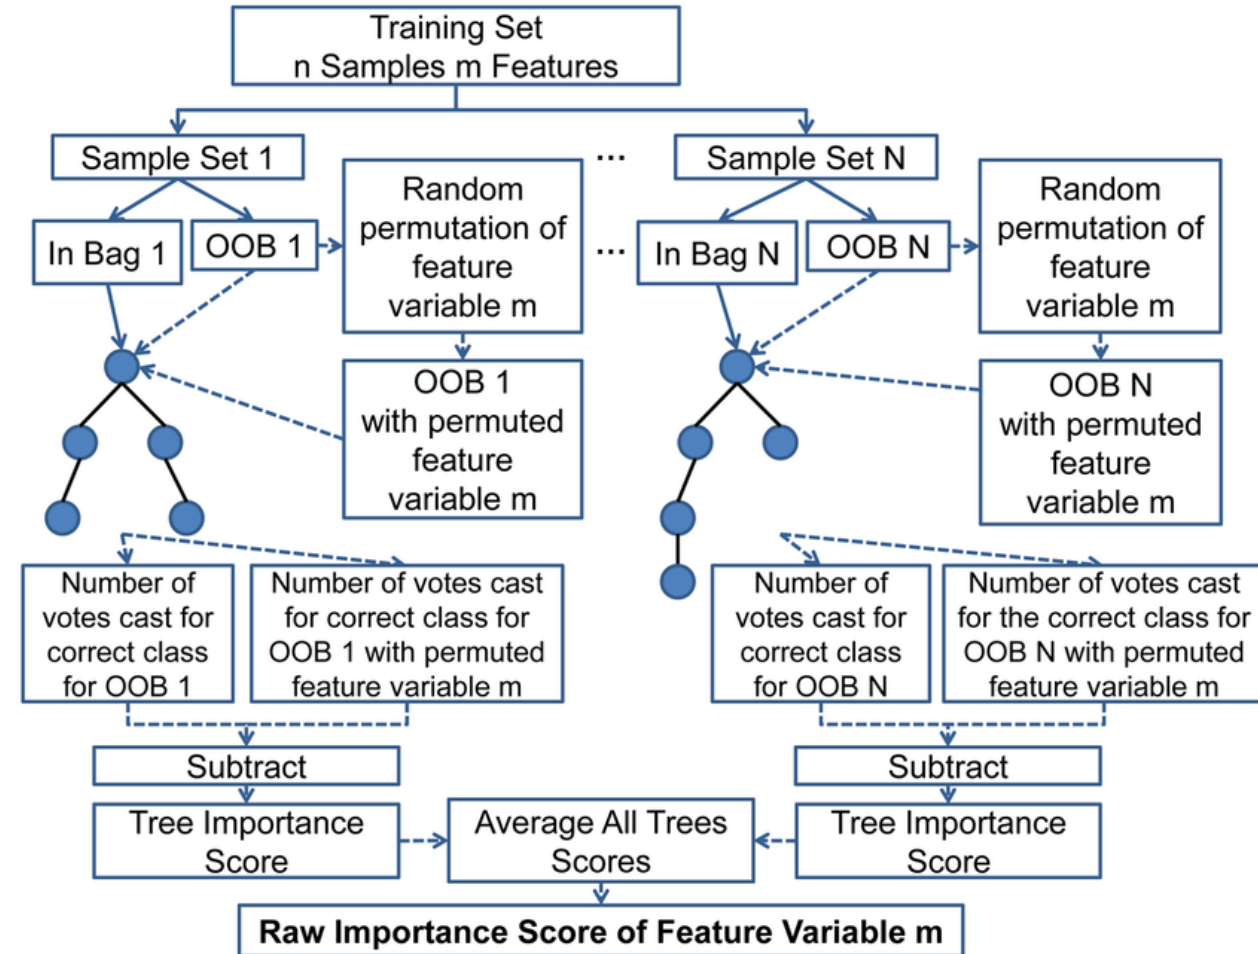 Training Set
n Samples m Features
Sample Set 1
...
Sample Set N
In Bag 1
OOB 1
Random
permutation of
feature
variable m
...
In Bag N
OOB N
Random
permutation of
feature
variable m
OOB 1
with permuted
feature
variable m
OOB N
with permuted
feature
variable m
Number of
votes cast for
correct class
for OOB 1
Number of votes cast
for correct class for
OOB 1 with permuted
feature variable m
Number of
votes cast for
correct class
for OOB N
Number of votes cast
for the correct class for
OOB N with permuted
feature variable m
Subtract
Subtract
Tree Importance
Score
Average All Trees
Scores
Tree Importance
Score
Raw Importance Score of Feature Variable m